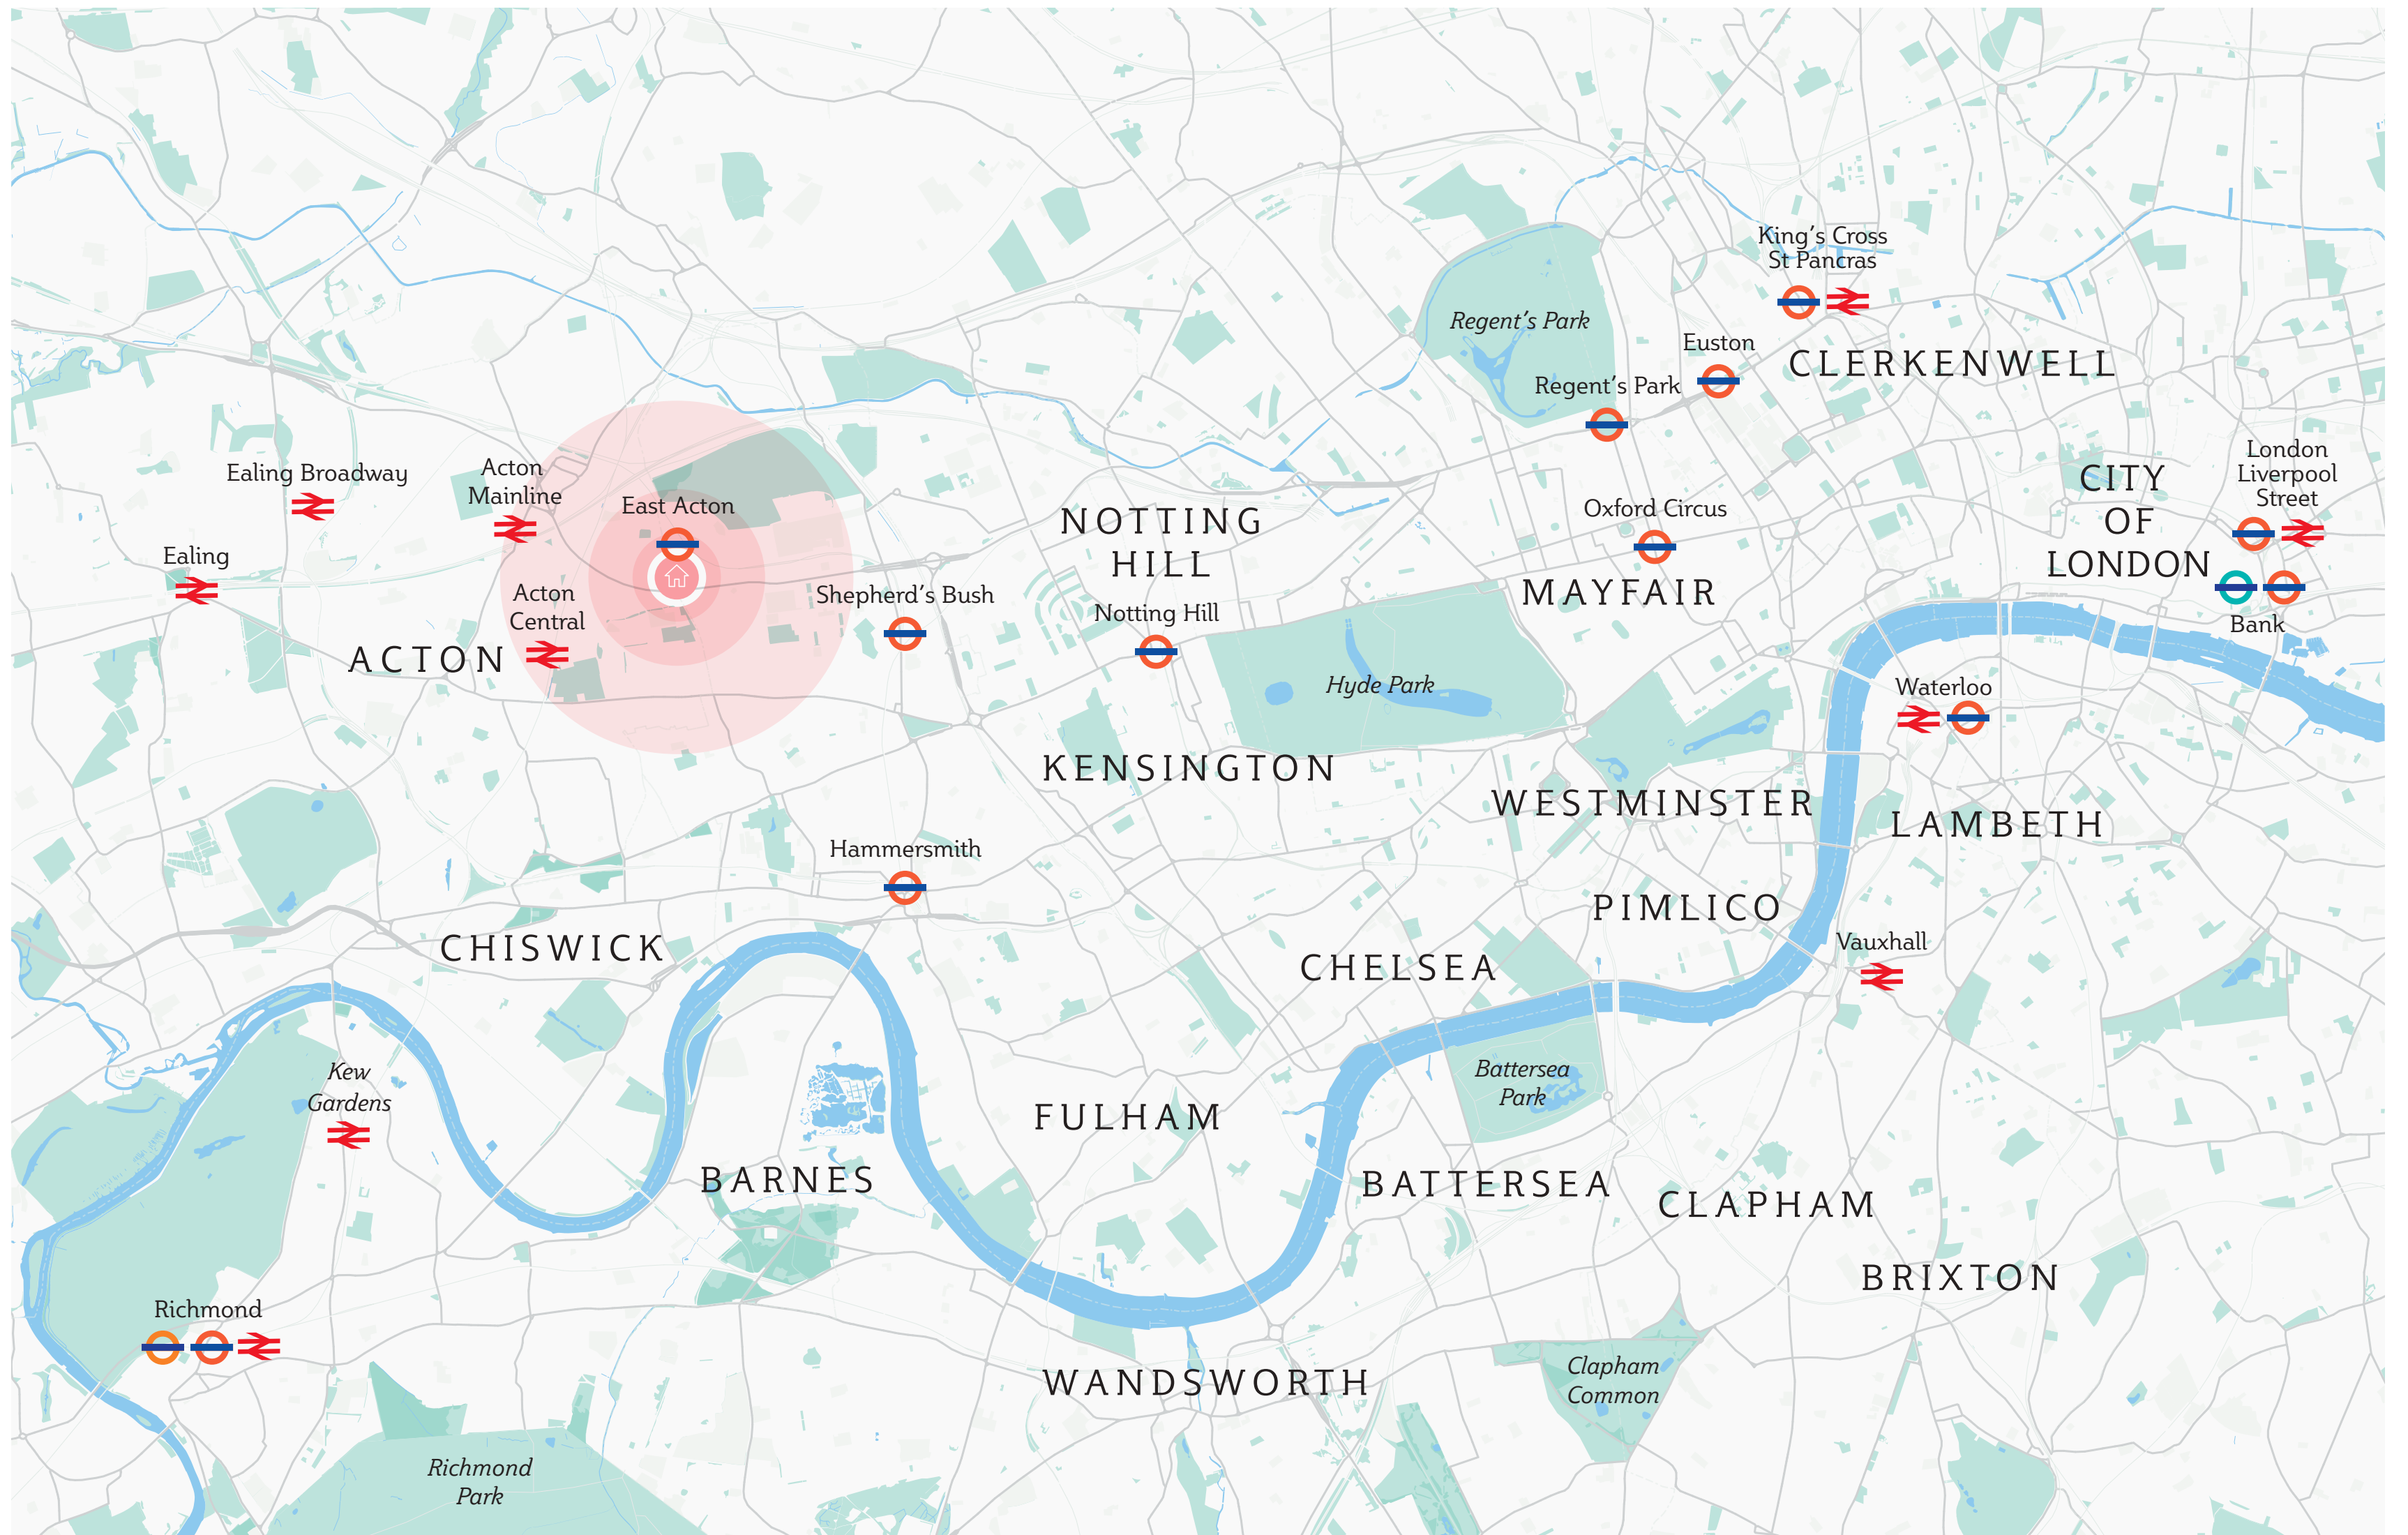 King's Cross
St Pancras
Regent's Park
Euston
CLERKENWELL
Regent's Park
Ealing Broadway
Acton
Mainline
East Acton
Ealing
Acton
Central
ACTON
Shepherd's Bush
NOTTING
HILL
Notting Hill
Oxford Circus
MAYFAIR
CITY
OF
LONDON
London
Liverpool
Street
Bank
Hyde Park
Waterloo
KENSINGTON
WESTMINSTER
LAMBETH
Hammersmith
CHISWICK
PIMLICO
CHELSEA
Vauxhall
Kew
Gardens
Battersea
Park
FULHAM
BARNES
BATTERSEA
CLAPHAM
BRIXTON
Richmond
WANDSWORTH
Clapham
Common
Richmond
Park